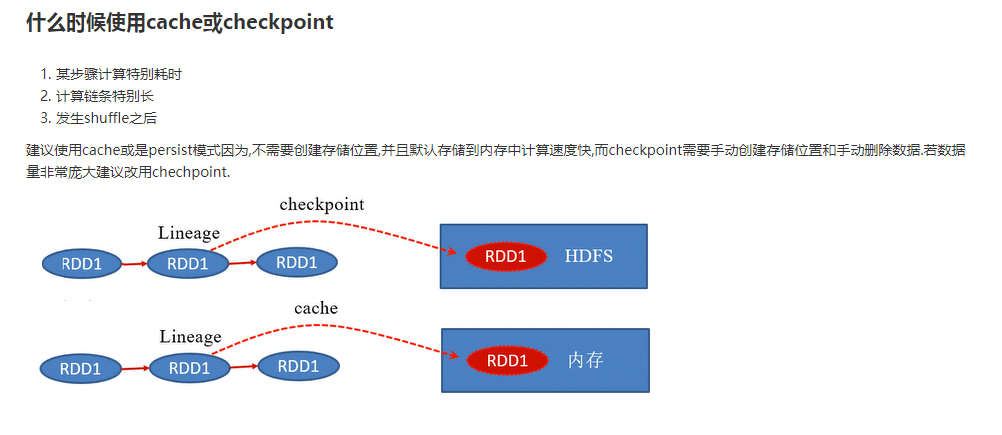 什么时候使用cache或checkpoint
1. 某步骤计算特别耗时
2. 计算链条特别长
3. 发生shuffle之后
建议使用cache或是persist模式因为,不需要创建存储位置,并且默认存储到内存中计算速度快,而checkpoint需要手动创建存储位置和手动删除数据.若数据
量非常庞大建议改用chechpoint.
checkpoint
Lineage
RDD1 RDD1 RDD1 RDD1 HDFS
cache
Lineage
RDD1 RDD1 RDD1 RDD1 内存